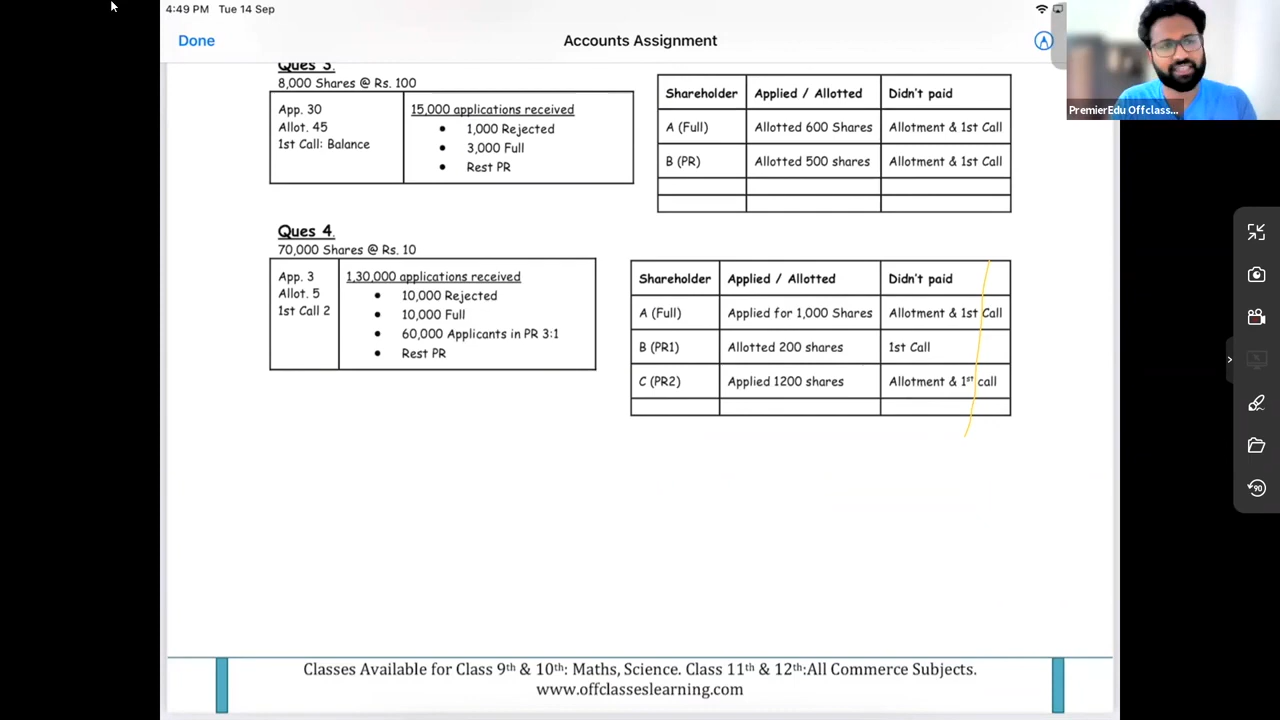 4:49 PM Tue 14 Sep
Done
Accounts Assignment
PremierEdu Offclass...
Ques 3.
8,000 Shares @ Rs. 100
App. 30
Allot. 45
1st Call: Balance
15,000 applications received
• 1,000 Rejected
• 3,000 Full
• Rest PR
Shareholder Applied / Allotted Didn't paid
A (Full) Allotted 600 Shares Allotment & 1st Call
B (PR) Allotted 500 shares Allotment & 1st Call
Ques 4.
70,000 Shares @ Rs. 10
App. 3
Allot. 5
1st Call 2
1,30,000 applications received
• 10,000 Rejected
• 10,000 Full
• 60,000 Applicants in PR 3:1
• Rest PR
Shareholder Applied / Allotted Didn't paid
A (Full) Applied for 1,000 Shares Allotment & 1st Call
B (PR1) Allotted 200 shares 1st Call
C (PR2) Applied 1200 shares Allotment & 1st call
90
Classes Available for Class 9th & 10th: Maths, Science. Class 11th & 12th:All Commerce Subjects.
www.offclasseslearning.com